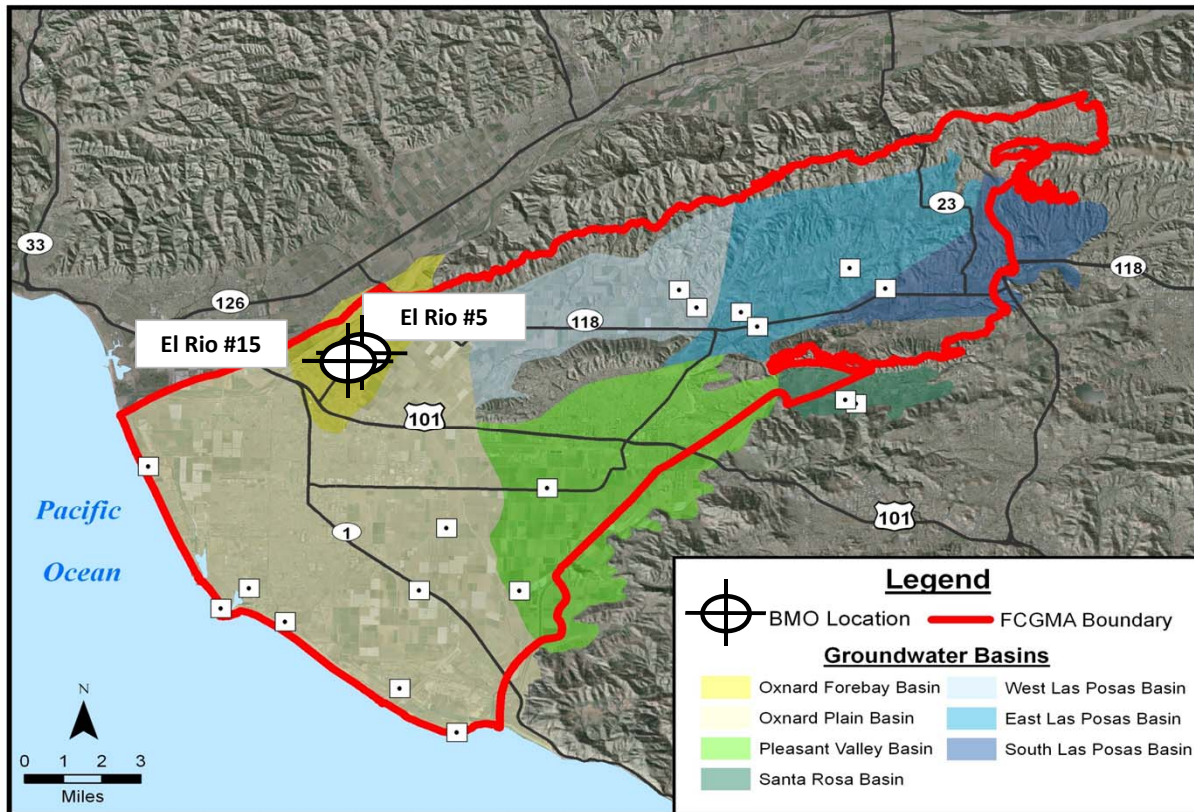 33
126
23
118
118
El Rio #5
El Rio #15
101
101
1
Pacific
Ocean
N
0 1 2 3
Miles
Legend
BMO Location
FCGMA Boundary
Groundwater Basins
Oxnard Forebay Basin
Oxnard Plain Basin
Pleasant Valley Basin
Santa Rosa Basin
West Las Posas Basin
East Las Posas Basin
South Las Posas Basin